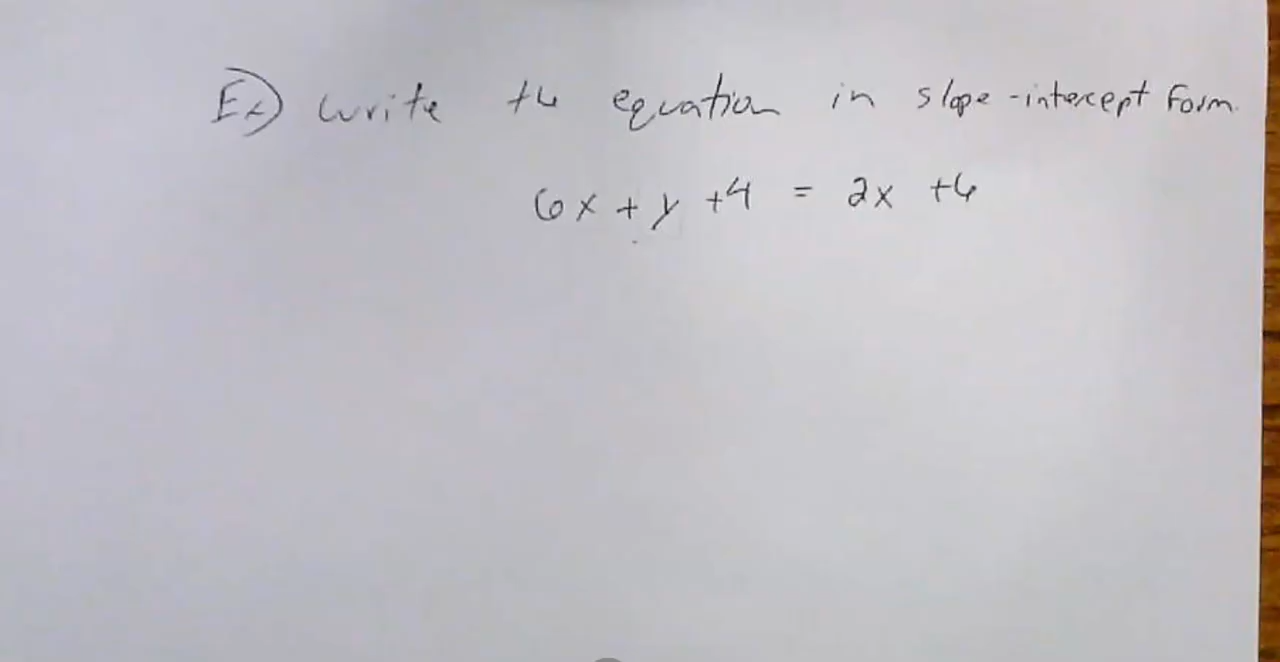 Ex) Write the equation in slope-intercept form.
6x + y +4 = 2x +6